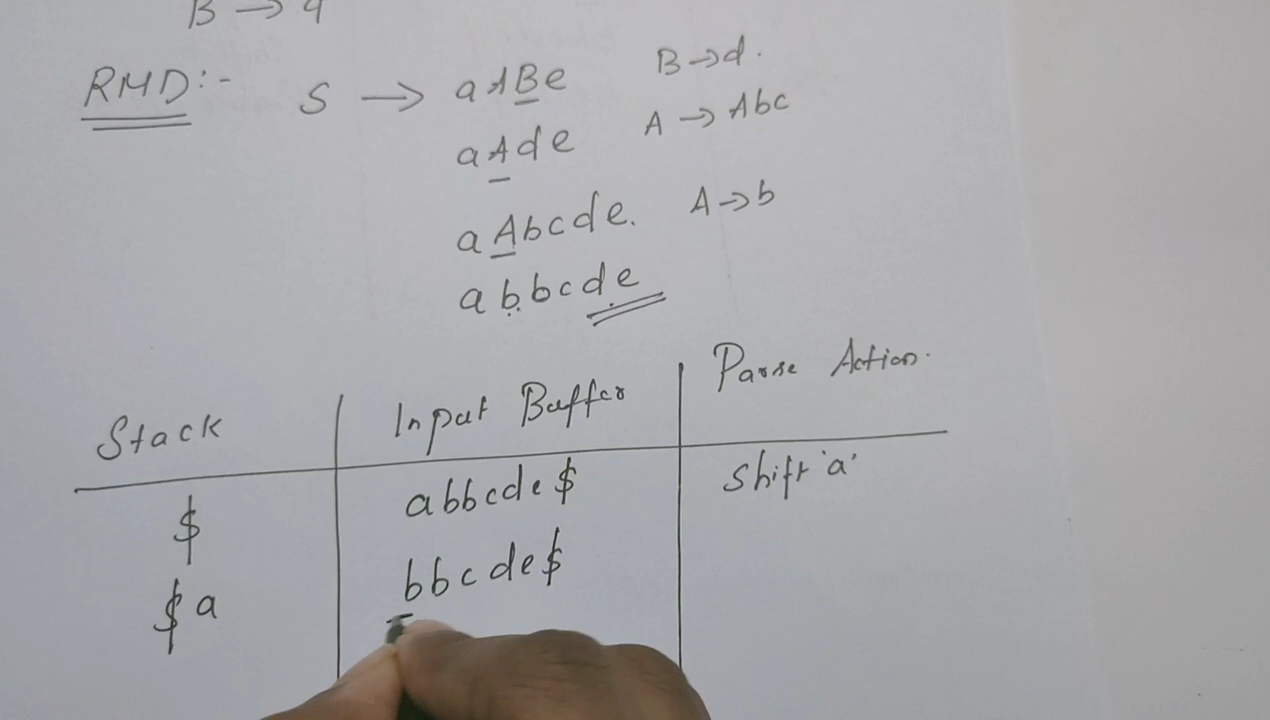 B → d
RMD:- S → aABe B→d.
aAde A → Abc
aAbcde. A→b
abbcde
Stack Input Buffer Parse Action.
$ abbcde$ Shift 'a'
$a bbcde$